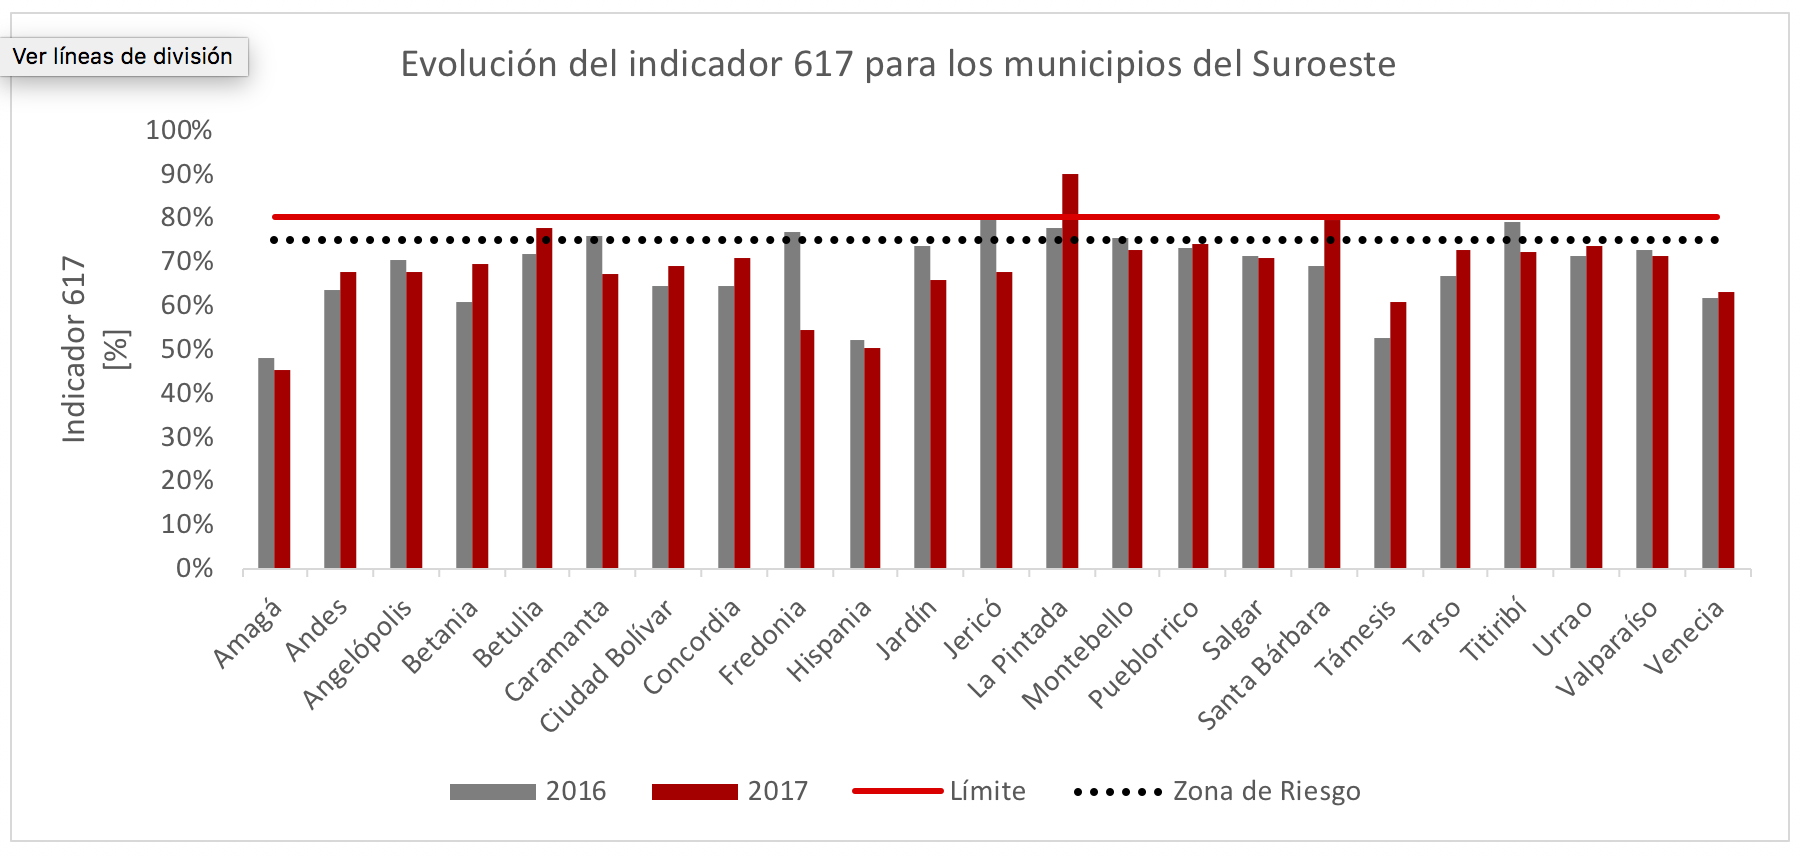 Ver líneas de división
Evolución del indicador 617 para los municipios del Suroeste
100%
90%
80%
70%
60%
50%
40%
30%
20%
10%
0%
Indicador 617
[%]
Amagá
Andes
Angelópolis
Betania
Betulia
Caramanta
Ciudad Bolívar
Concordia
Fredonia
Hispania
Jardín
Jericó
La Pintada
Montebello
Pueblorrico
Salgar
Santa Bárbara
Támesis
Tarso
Titiribí
Urrao
Valparaíso
Venecia
2016
2017
Límite
Zona de Riesgo